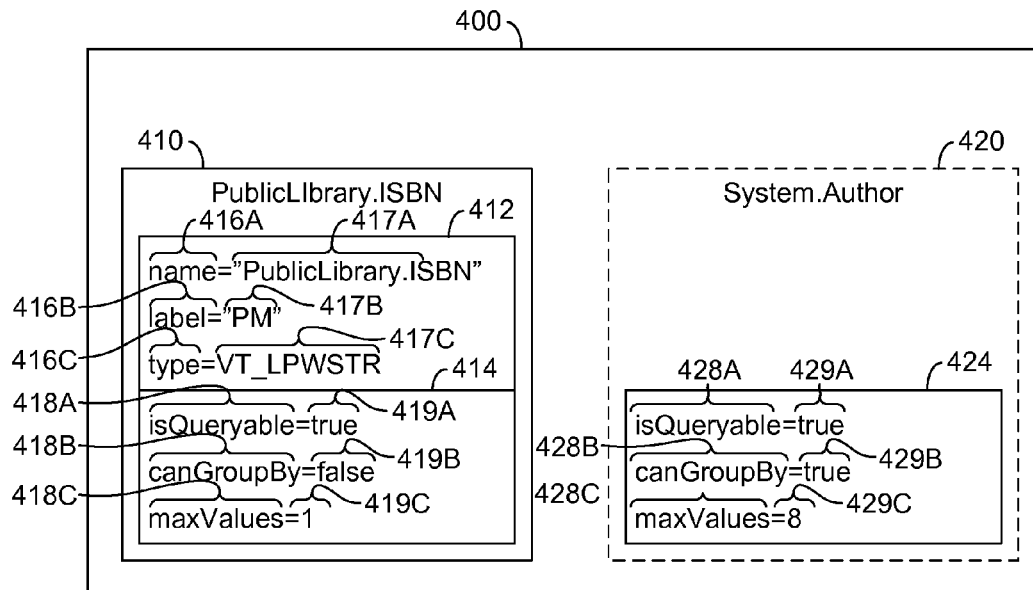 400
410
420
PublicLIbrary.ISBN
System.Author
416A 417A 412
name="PublicLibrary.ISBN"
416B 417B
label="PM"
416C 417C
type=VT_LPWSTR
414 428A 429A 424
418A 419A
isQueryable=true isQueryable=true
418B 419B 428B 429B
canGroupBy=false canGroupBy=true
418C 419C 428C 429C
maxValues=1 maxValues=8